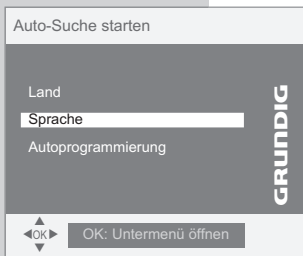 Auto-Suche starten
Land
Sprache
Autoprogrammierung
GRUNDIG
OK
OK: Untermenü öffnen